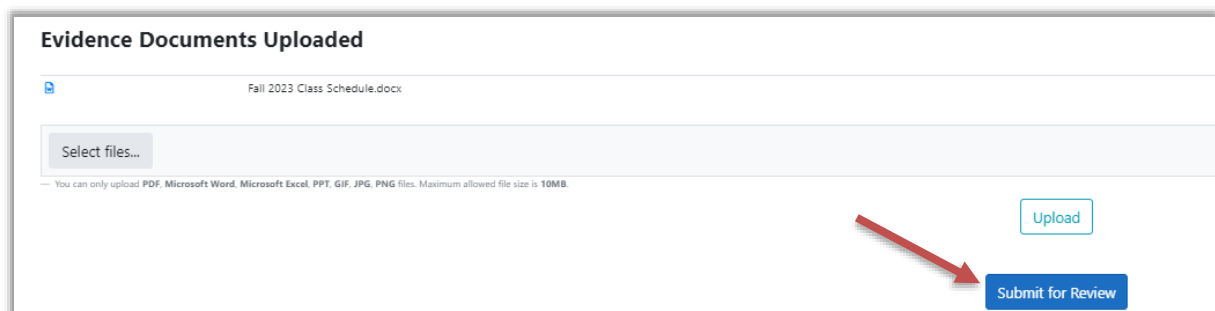 Evidence Documents Uploaded
Fall 2023 Class Schedule.docx
Select files...
— You can only upload PDF, Microsoft Word, Microsoft Excel, PPT, GIF, JPG, PNG files. Maximum allowed file size is 10MB.
Upload
Submit for Review